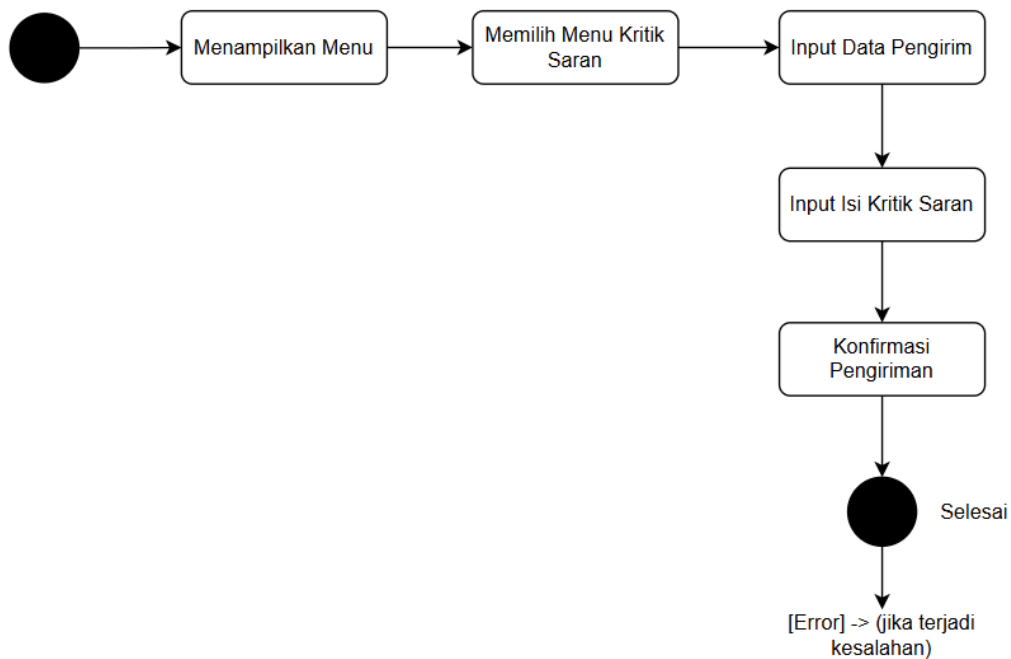 Menampilkan Menu
Memilih Menu Kritik
Saran
Input Data Pengirim
Input Isi Kritik Saran
Konfirmasi
Pengiriman
Selesai
[Error] -> (jika terjadi
kesalahan)